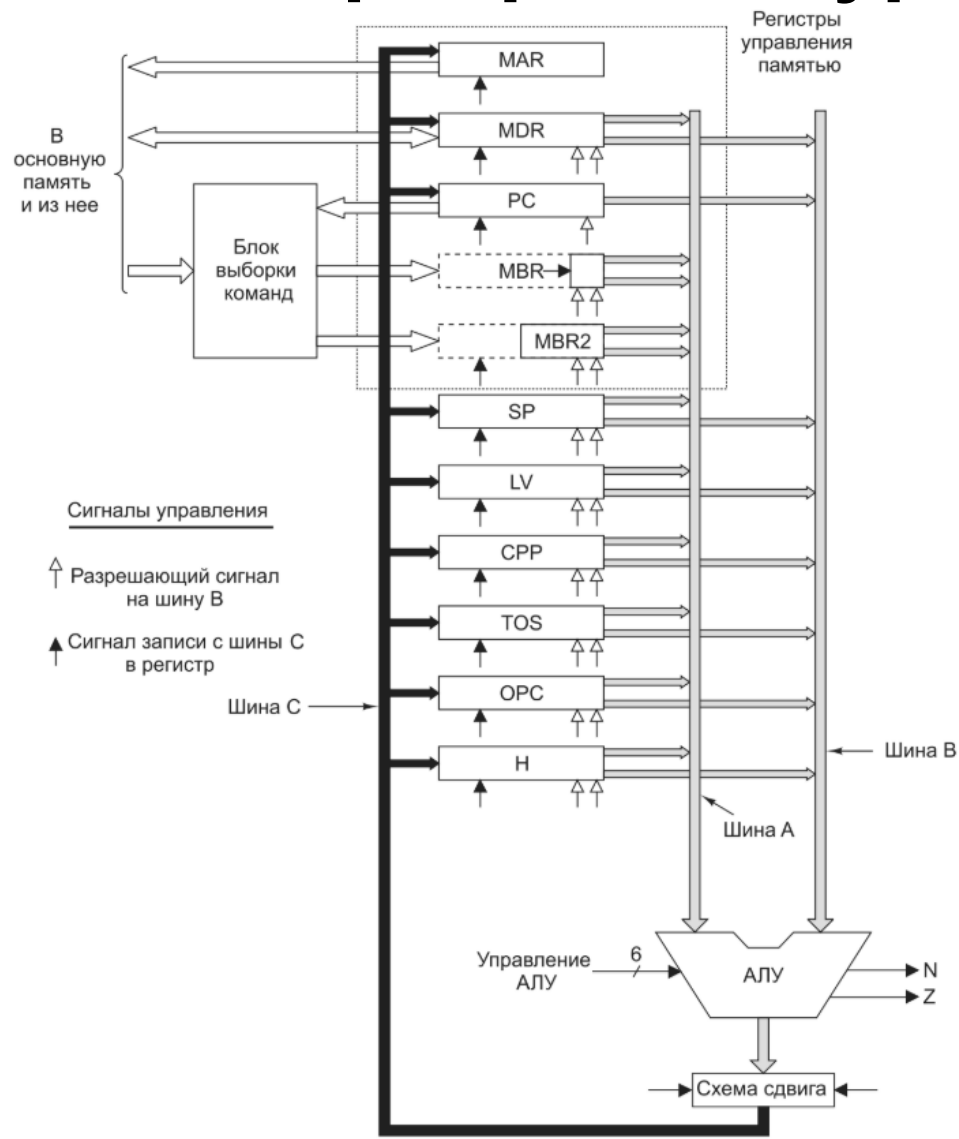 Регистры
управления
памятью
В
основную
память
и из нее
Блок
выборки
команд
MAR
MDR
PC
MBR
MBR2
SP
LV
CPP
TOS
OPC
H
Сигналы управления
Разрешающий сигнал
на шину B
Сигнал записи с шины C
в регистр
Шина C
Шина B
Шина A
Управление
АЛУ
6
АЛУ
N
Z
Схема сдвига